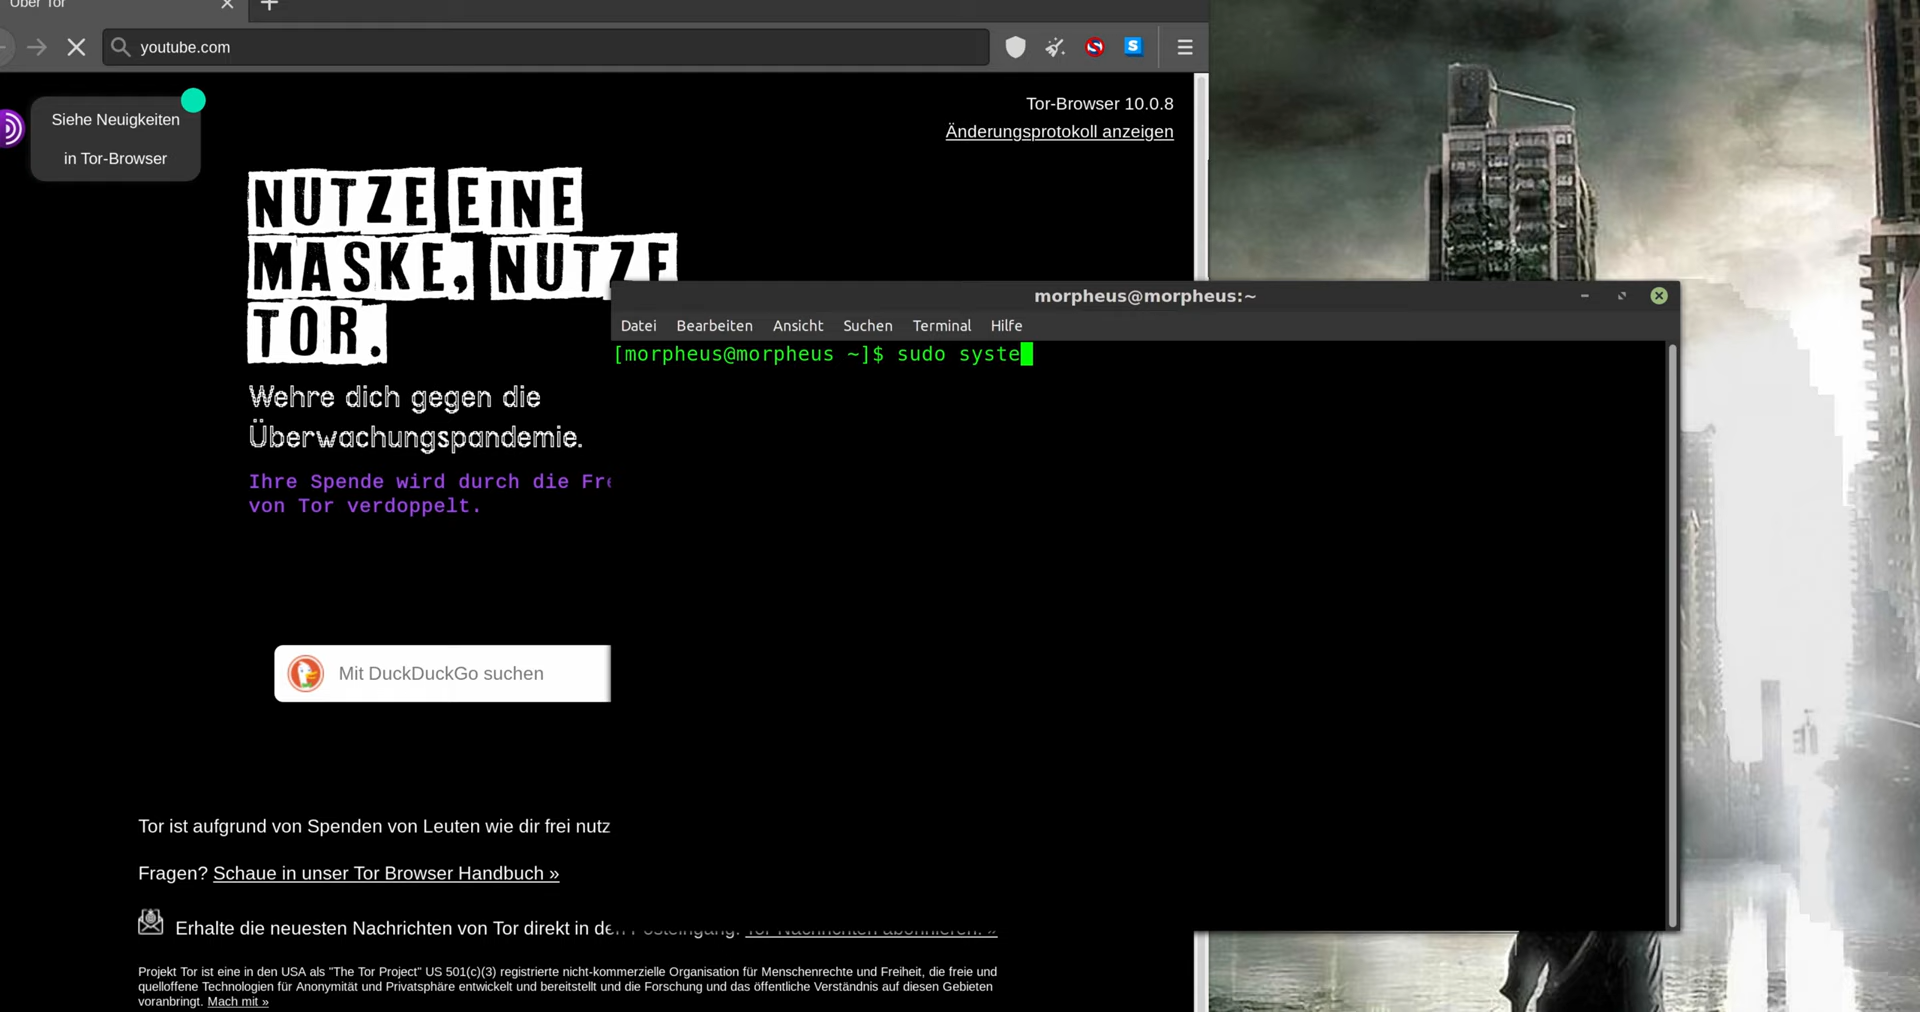 Über Tor
youtube.com
Siehe Neuigkeiten
in Tor-Browser
Tor-Browser 10.0.8
Änderungsprotokoll anzeigen
NUTZE EINE
MASKE, NUTZE
TOR.
Wehre dich gegen die
Überwachungspandemie.
Ihre Spende wird durch die Fre
von Tor verdoppelt.
Mit DuckDuckGo suchen
morpheus@morpheus:~
Datei Bearbeiten Ansicht Suchen Terminal Hilfe
[morpheus@morpheus ~]$ sudo syste
Tor ist aufgrund von Spenden von Leuten wie dir frei nutz
Fragen? Schaue in unser Tor Browser Handbuch »
Erhalte die neuesten Nachrichten von Tor direkt in den Posteingang. Tor-Nachrichten abonnieren. »
Projekt Tor ist eine in den USA als "The Tor Project" US 501(c)(3) registrierte nicht-kommerzielle Organisation für Menschenrechte und Freiheit, die freie und
quelloffene Technologien für Anonymität und Privatsphäre entwickelt und bereitstellt und die Forschung und das öffentliche Verständnis auf diesen Gebieten
voranbringt. Mach mit »